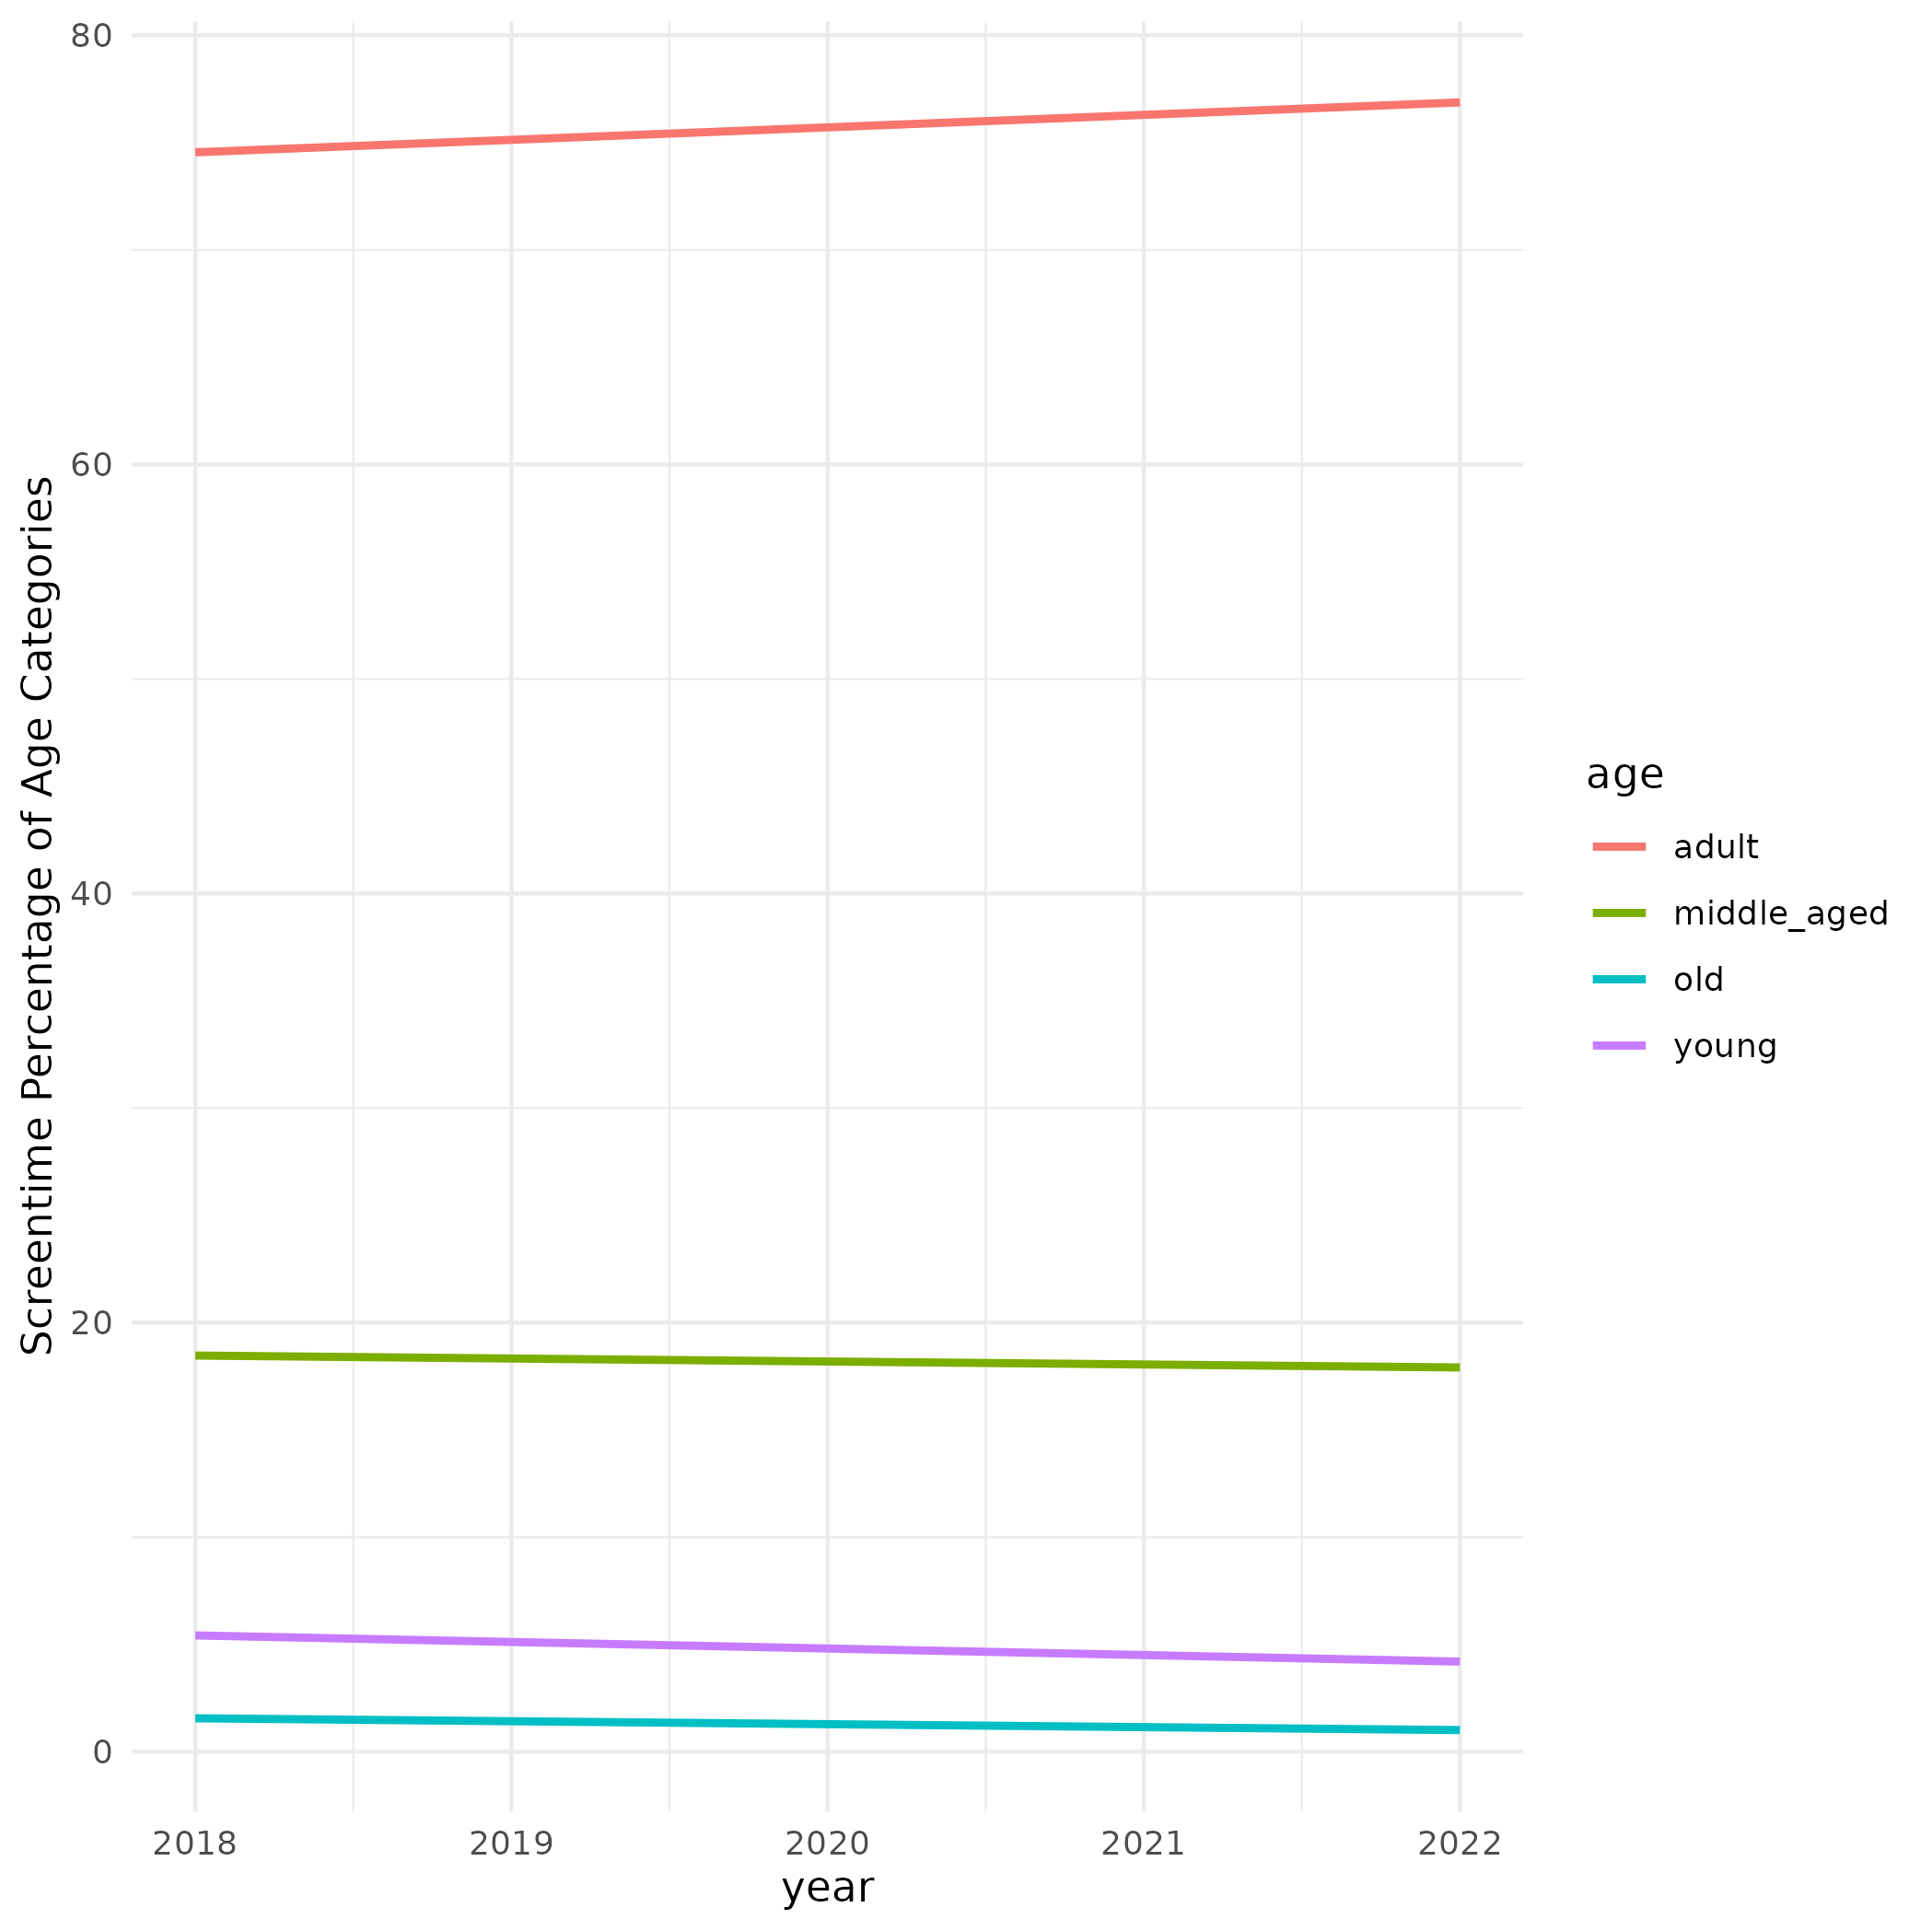 Screentime Percentage of Age Categories
80
60
40
20
0
2018 2019 2020 2021 2022
year
age
adult
middle_aged
old
young